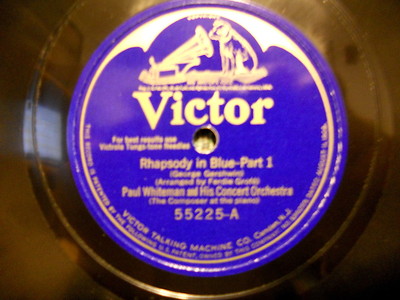 Victor
For best results use
Victrola Tungs-tone Needles
Rhapsody in Blue-Part 1
(George Gershwin)
(Arranged by Ferdie Grofé)
Paul Whiteman and His Concert Orchestra
(The Composer at the piano)
55225-A
VICTOR TALKING MACHINE CO. Camden, N.J.